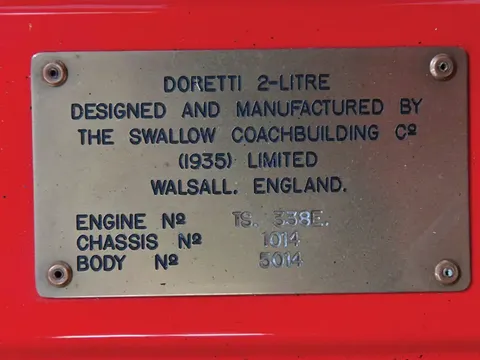 DORETTI 2-LITRE
DESIGNED AND MANUFACTURED BY
THE SWALLOW COACHBUILDING Cº
(1935) LIMITED
WALSALL. ENGLAND.
ENGINE Nº TS. 338E.
CHASSIS Nº 1014
BODY Nº 5014